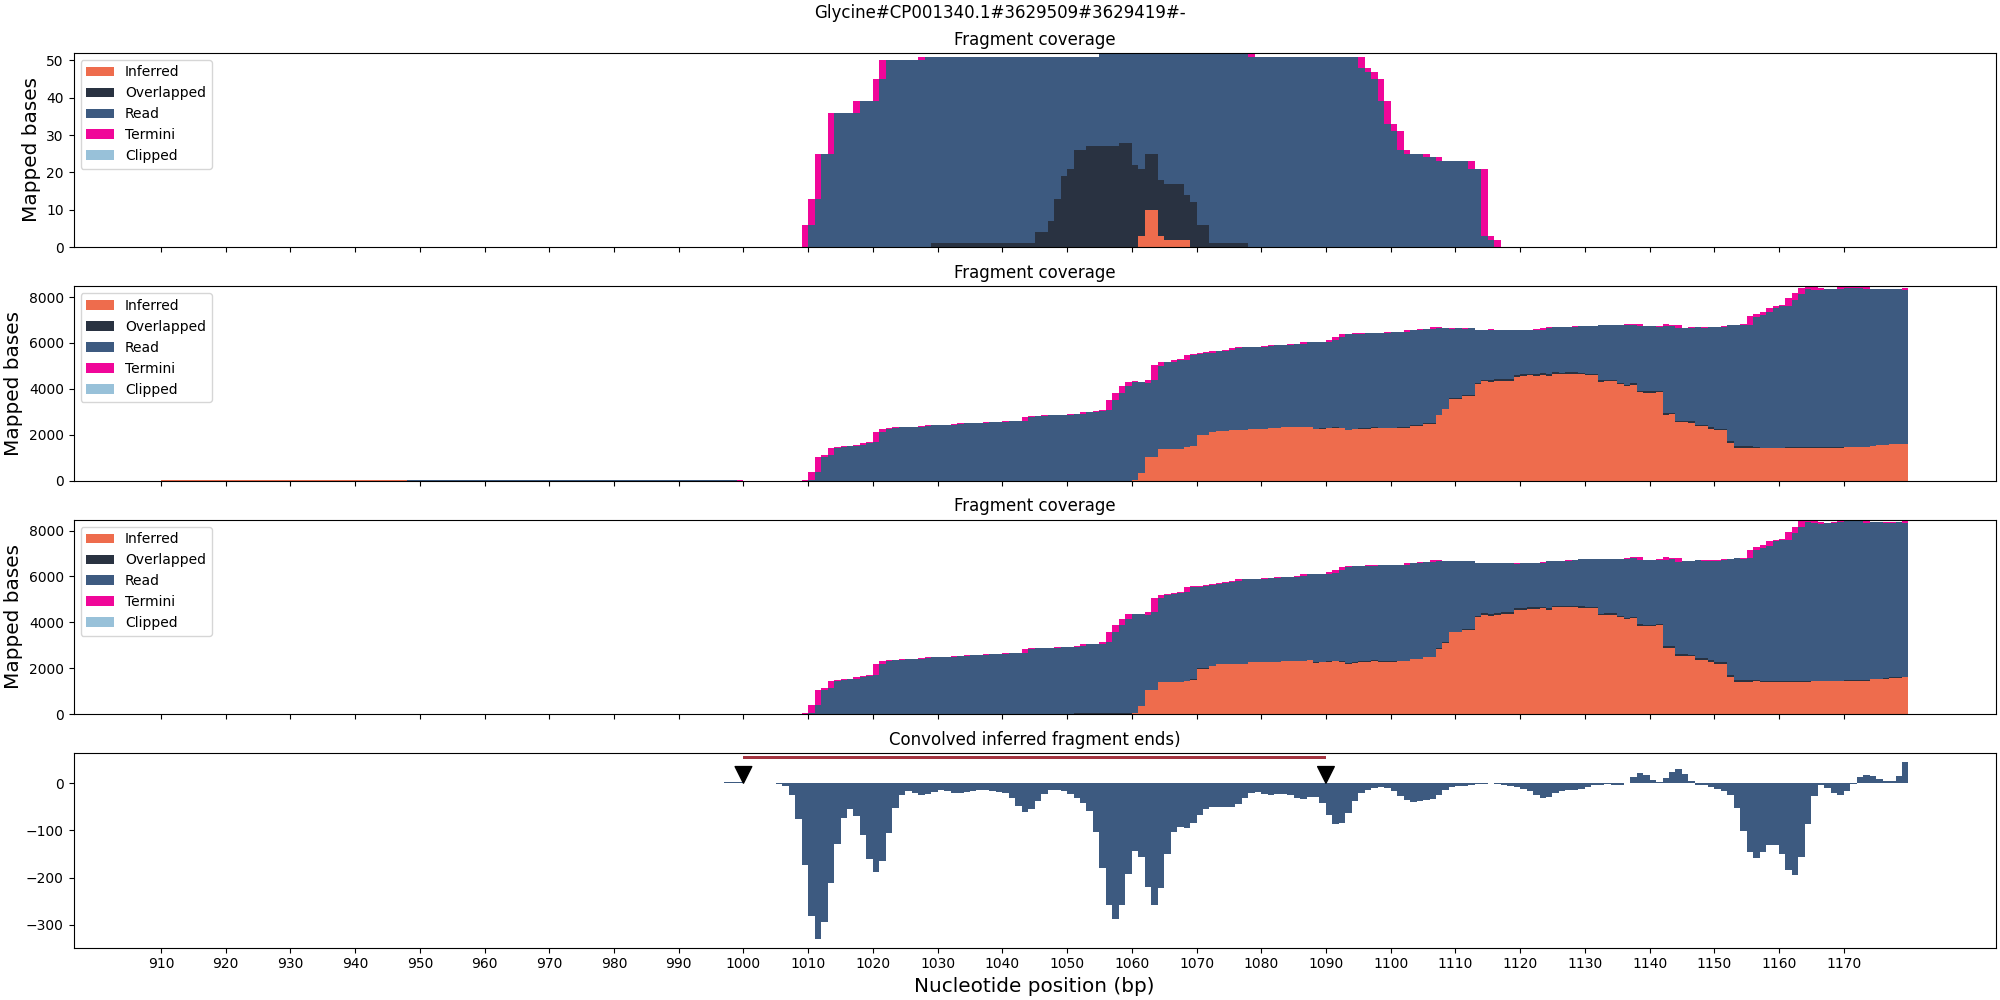 Glycine#CP001340.1#3629509#3629419#-
Fragment coverage
Mapped bases
50
40
30
20
10
0
Inferred
Overlapped
Read
Termini
Clipped
Fragment coverage
Mapped bases
8000
6000
4000
2000
0
Inferred
Overlapped
Read
Termini
Clipped
Fragment coverage
Mapped bases
8000
6000
4000
2000
0
Inferred
Overlapped
Read
Termini
Clipped
Convolved inferred fragment ends)
0
−100
−200
−300
910 920 930 940 950 960 970 980 990 1000 1010 1020 1030 1040 1050 1060 1070 1080 1090 1100 1110 1120 1130 1140 1150 1160 1170
Nucleotide position (bp)